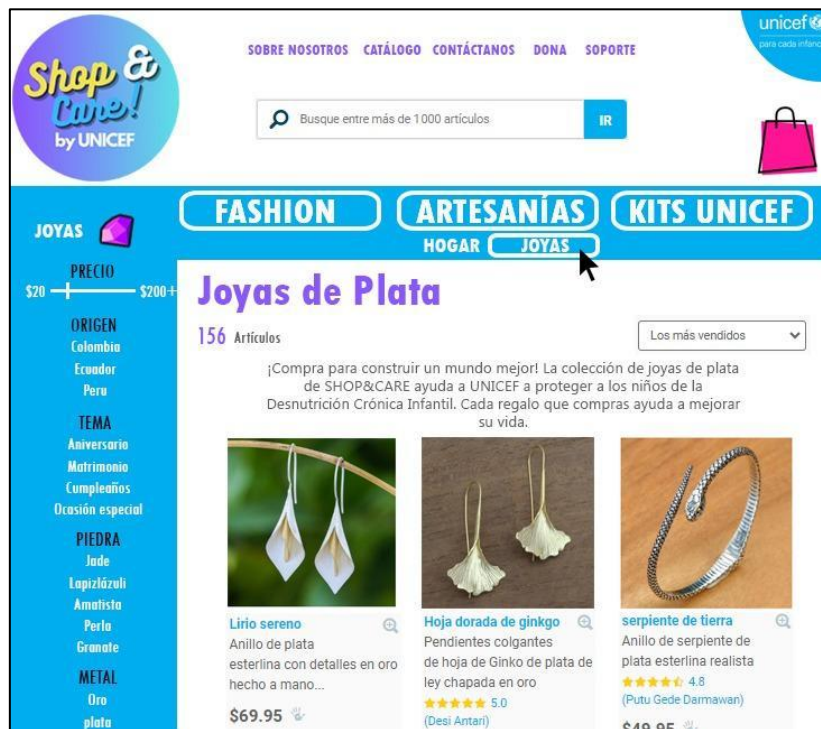 Shop &
Care!
by UNICEF
SOBRE NOSOTROS CATÁLOGO CONTÁCTANOS DONA SOPORTE
unicef
para cada infanc
Busque entre más de 1000 artículos
IR
FASHION ARTESANÍAS KITS UNICEF
HOGAR JOYAS
JOYAS
PRECIO
$20 $200+
ORIGEN
Colombia
Ecuador
Peru
TEMA
Aniversario
Matrimonio
Cumpleaños
Ocasión especial
PIEDRA
Jade
Lapizlázuli
Amatista
Perla
Granate
METAL
Oro
plata
Joyas de Plata
156 Artículos
Los más vendidos
¡Compra para construir un mundo mejor! La colección de joyas de plata
de SHOP&CARE ayuda a UNICEF a proteger a los niños de la
Desnutrición Crónica Infantil. Cada regalo que compras ayuda a mejorar
su vida.
Lirio sereno
Anillo de plata
esterlina con detalles en oro
hecho a mano...
$69.95
Hoja dorada de ginkgo
Pendientes colgantes
de hoja de Ginko de plata de
ley chapada en oro
5.0
(Desi Antari)
serpiente de tierra
Anillo de serpiente de
plata esterlina realista
4.8
(Putu Gede Darmawan)
$49.95